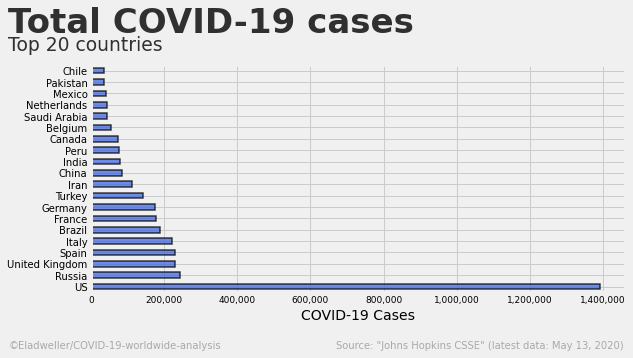 Total COVID-19 cases
Top 20 countries
Chile
Pakistan
Mexico
Netherlands
Saudi Arabia
Belgium
Canada
Peru
India
China
Iran
Turkey
Germany
France
Brazil
Italy
Spain
United Kingdom
Russia
US
0 200,000 400,000 600,000 800,000 1,000,000 1,200,000 1,400,000
COVID-19 Cases
©Eladweller/COVID-19-worldwide-analysis Source: "Johns Hopkins CSSE" (latest data: May 13, 2020)